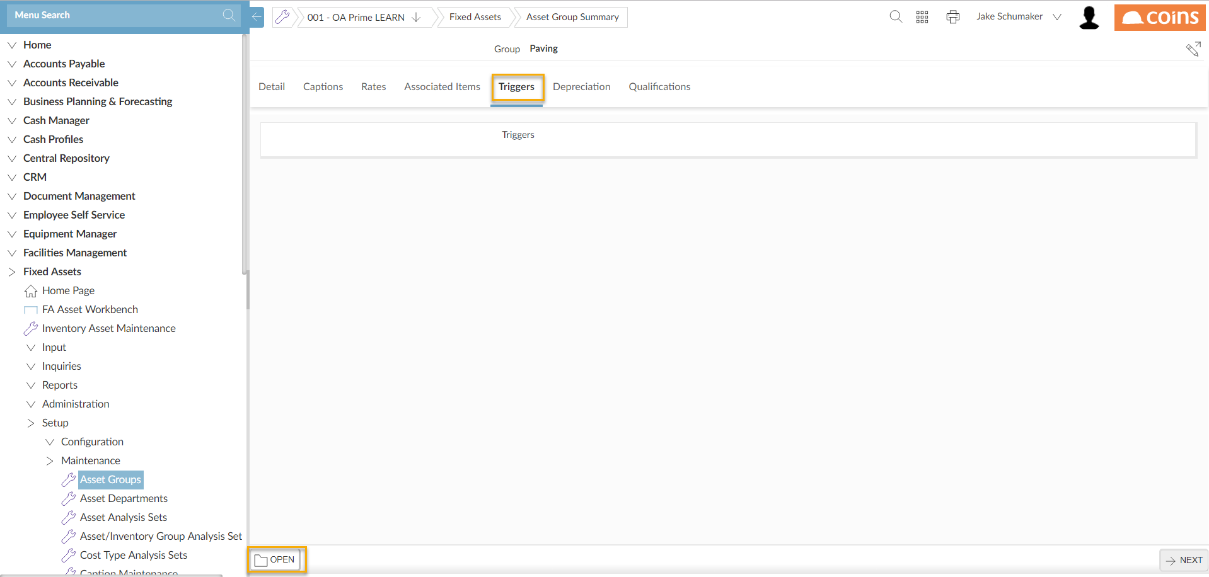 Menu Search
001 - OA Prime LEARN
Fixed Assets
Asset Group Summary
Jake Schumaker
coins
Home
Accounts Payable
Accounts Receivable
Business Planning & Forecasting
Cash Manager
Cash Profiles
Central Repository
CRM
Document Management
Employee Self Service
Equipment Manager
Facilities Management
Fixed Assets
Home Page
FA Asset Workbench
Inventory Asset Maintenance
Input
Inquiries
Reports
Administration
Setup
Configuration
Maintenance
Asset Groups
Asset Departments
Asset Analysis Sets
Asset/Inventory Group Analysis Set
Cost Type Analysis Sets
Caption Maintenance
Group Paving
Detail Captions Rates Associated Items Triggers Depreciation Qualifications
Triggers
OPEN
NEXT